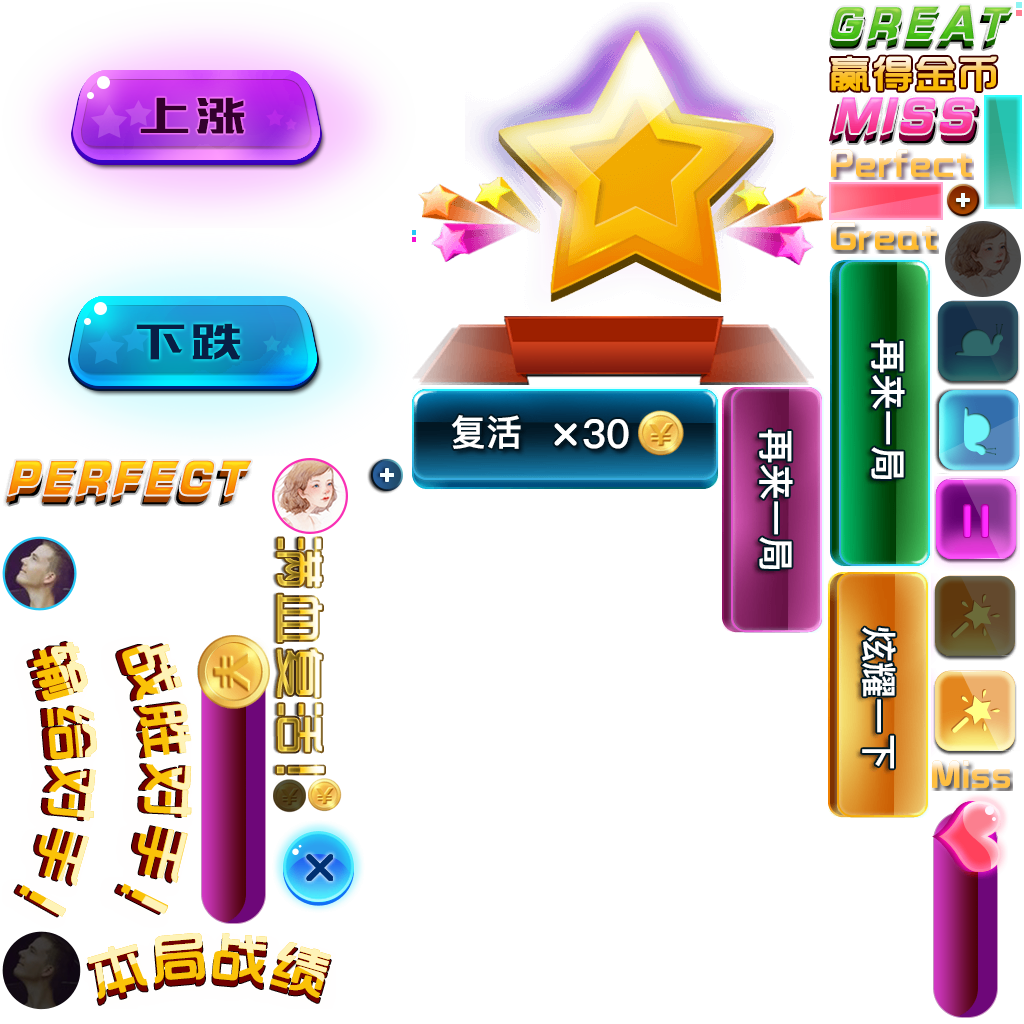 GREAT
赢得金币
MISS
上涨
Perfect
Great
下跌
再来一局
复活 ×30
再来一局
PERFECT
满血复活!
炫耀一下
输给对手!
战胜对手!
Miss
本局战绩